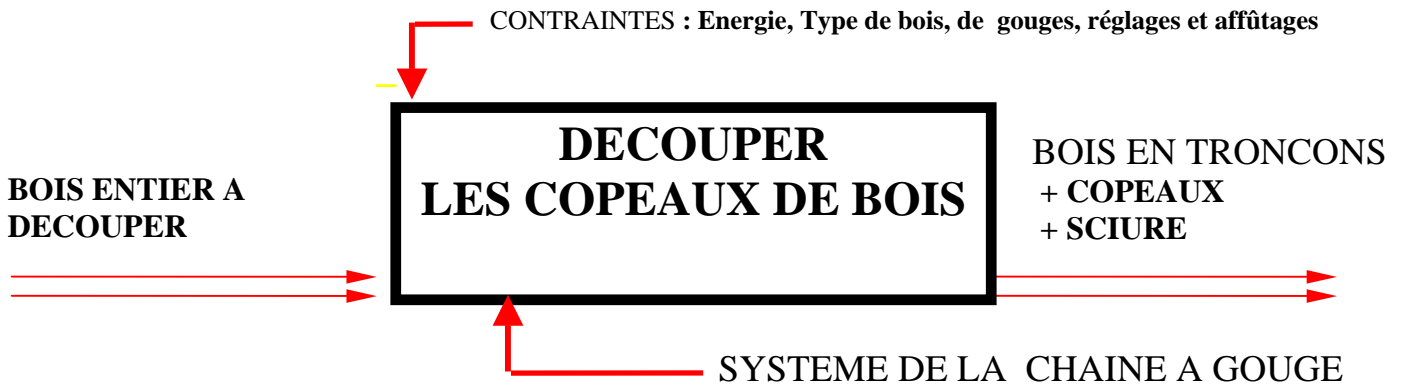 CONTRAINTES : Energie, Type de bois, de gouges, réglages et affûtages
DECOUPER
LES COPEAUX DE BOIS
BOIS ENTIER A
DECOUPER
BOIS EN TRONCONS
+ COPEAUX
+ SCIURE
SYSTEME DE LA CHAINE A GOUGE